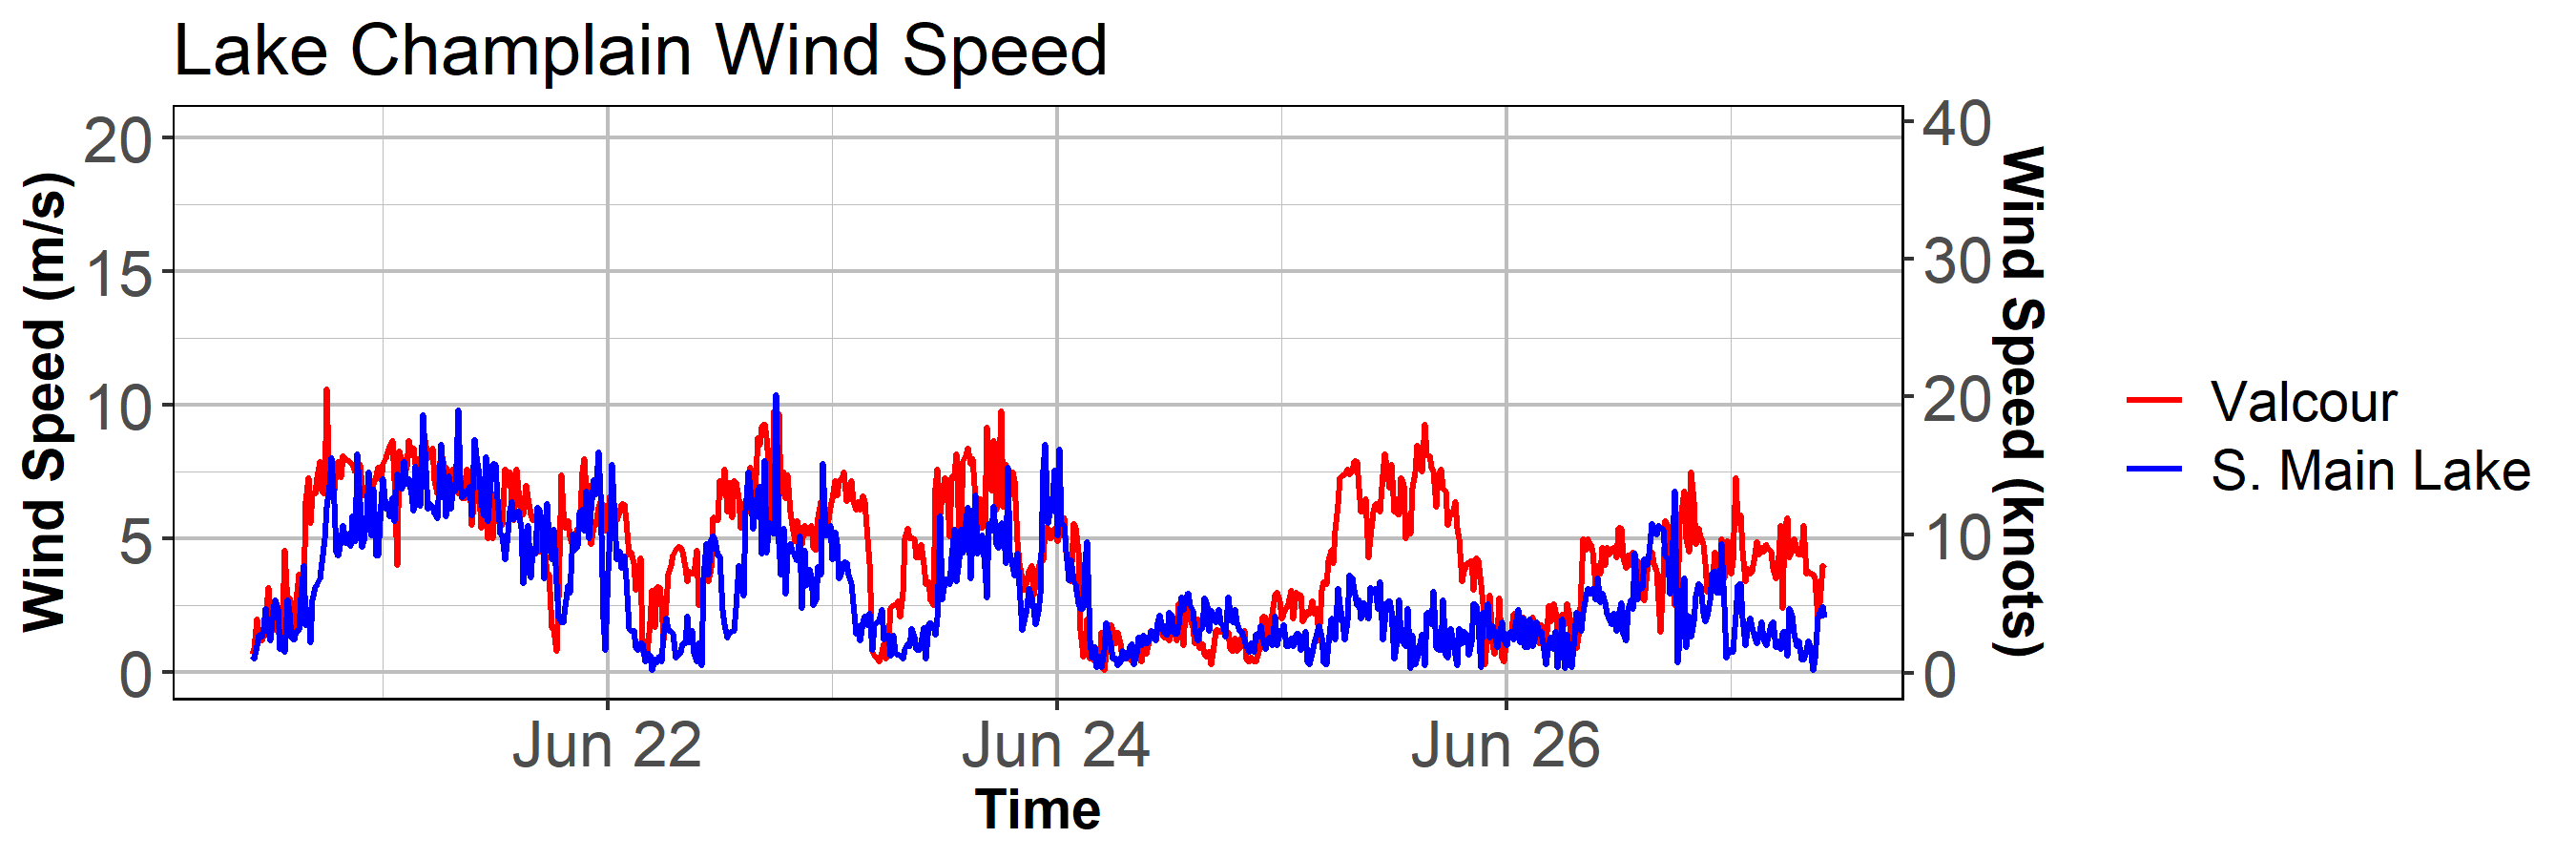 Lake Champlain Wind Speed
Wind Speed (m/s)
20
15
10
5
0
40
30
20
10
0
Wind Speed (knots)
Jun 22
Jun 24
Jun 26
Time
Valcour
S. Main Lake